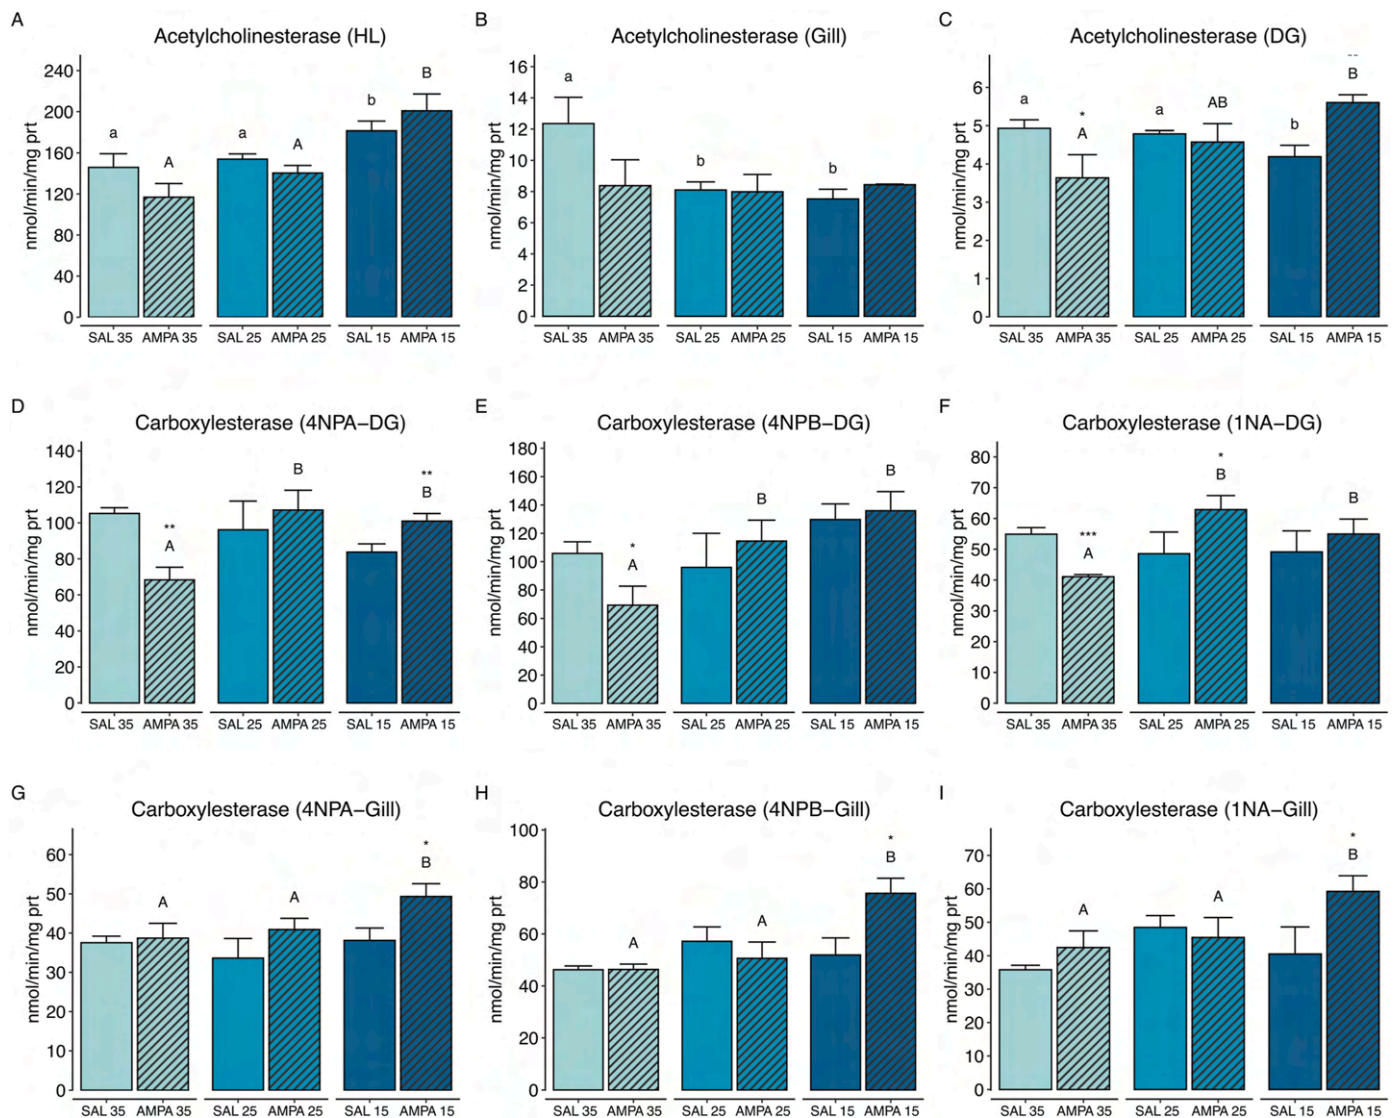 A
Acetylcholinesterase (HL)
nmol/min/mg prt
240
200
160
120
80
40
0
a
A
a
A
b
B
SAL 35 AMPA 35 SAL 25 AMPA 25 SAL 15 AMPA 15
B
Acetylcholinesterase (Gill)
nmol/min/mg prt
16
14
12
10
8
6
4
2
0
a
b
b
SAL 35 AMPA 35 SAL 25 AMPA 25 SAL 15 AMPA 15
C
Acetylcholinesterase (DG)
nmol/min/mg prt
6
5
4
3
2
1
0
a
*
A
a
AB
b
B
SAL 35 AMPA 35 SAL 25 AMPA 25 SAL 15 AMPA 15
D
Carboxylesterase (4NPA–DG)
nmol/min/mg prt
140
120
100
80
60
40
20
0
**
A
B
**
B
SAL 35 AMPA 35 SAL 25 AMPA 25 SAL 15 AMPA 15
E
Carboxylesterase (4NPB–DG)
nmol/min/mg prt
180
160
140
120
100
80
60
40
20
0
*
A
B
B
SAL 35 AMPA 35 SAL 25 AMPA 25 SAL 15 AMPA 15
F
Carboxylesterase (1NA–DG)
nmol/min/mg prt
80
70
60
50
40
30
20
10
0
***
A
*
B
B
SAL 35 AMPA 35 SAL 25 AMPA 25 SAL 15 AMPA 15
G
Carboxylesterase (4NPA–Gill)
nmol/min/mg prt
60
50
40
30
20
10
0
A
A
*
B
SAL 35 AMPA 35 SAL 25 AMPA 25 SAL 15 AMPA 15
H
Carboxylesterase (4NPB–Gill)
nmol/min/mg prt
100
80
60
40
20
0
A
A
*
B
SAL 35 AMPA 35 SAL 25 AMPA 25 SAL 15 AMPA 15
I
Carboxylesterase (1NA–Gill)
nmol/min/mg prt
70
60
50
40
30
20
10
0
A
A
*
B
SAL 35 AMPA 35 SAL 25 AMPA 25 SAL 15 AMPA 15